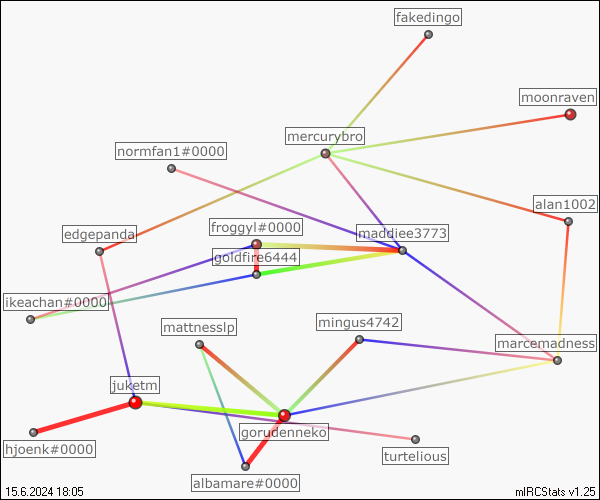 fakedingo
moonraven
mercurybro
normfan1#0000
alan1002
froggyl#0000
edgepanda
maddiee3773
goldfire6444
ikeachan#0000
mingus4742
mattnesslp
marcemadness
juketm
gorudenneko
hjoenk#0000
turtelious
albamare#0000
15.6.2024 18:05
mIRCStats v1.25